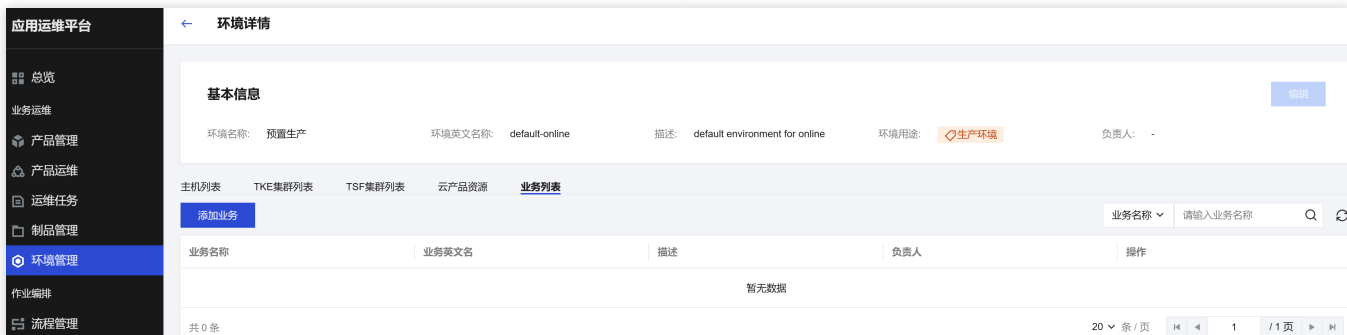 应用运维平台
← 环境详情
总览
业务运维
产品管理
产品运维
运维任务
制品管理
环境管理
作业编排
流程管理
基本信息
编辑
环境名称: 预置生产 环境英文名称: default-online 描述: default environment for online 环境用途: 生产环境 负责人: -
主机列表 TKE集群列表 TSF集群列表 云产品资源 业务列表
添加业务 业务名称 请输入业务名称
业务名称 业务英文名 描述 负责人 操作
暂无数据
共 0 条 20 条 / 页 1 / 1 页